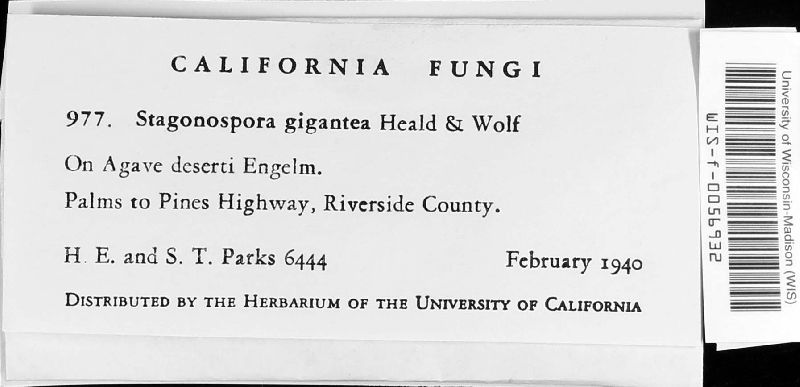 CALIFORNIA FUNGI
977. Stagonospora gigantea Heald & Wolf
On Agave deserti Engelm.
Palms to Pines Highway, Riverside County.
H. E. and S. T. Parks 6444 February 1940
DISTRIBUTED BY THE HERBARIUM OF THE UNIVERSITY OF CALIFORNIA
WIS-f-0056932
University of Wisconsin-Madison (WIS)